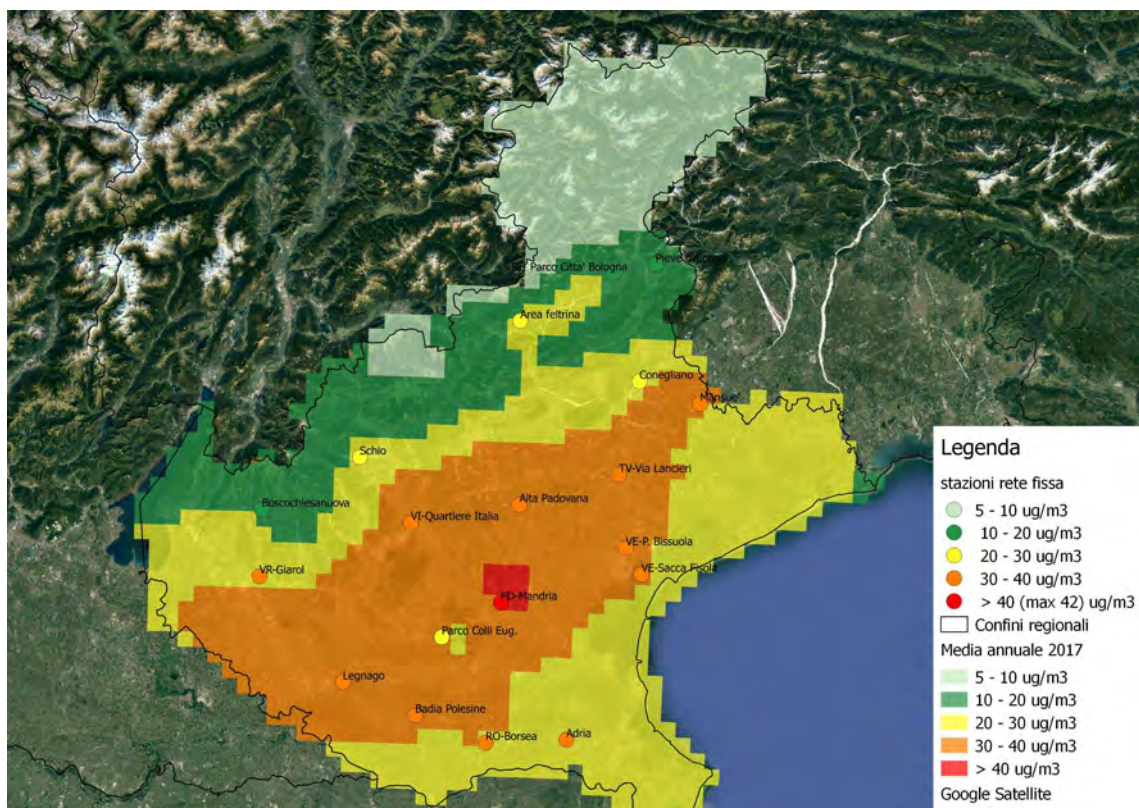 Parco Citta' Bologna
Pieve
Area feltrina
Conegliano
Mansue'
Schio
TV-Via Lancieri
Boscochiesanuova
Alta Padovana
VI-Quartiere Italia
VE-P. Bissuola
VR-Giarol
VE-Sacca Fisola
PD-Mandria
Parco Colli Eug.
Legnago
Badia Polesine
RO-Borsea
Adria
Legenda
stazioni rete fissa
5 - 10 ug/m3
10 - 20 ug/m3
20 - 30 ug/m3
30 - 40 ug/m3
> 40 (max 42) ug/m3
Confini regionali
Media annuale 2017
5 - 10 ug/m3
10 - 20 ug/m3
20 - 30 ug/m3
30 - 40 ug/m3
> 40 ug/m3
Google Satellite